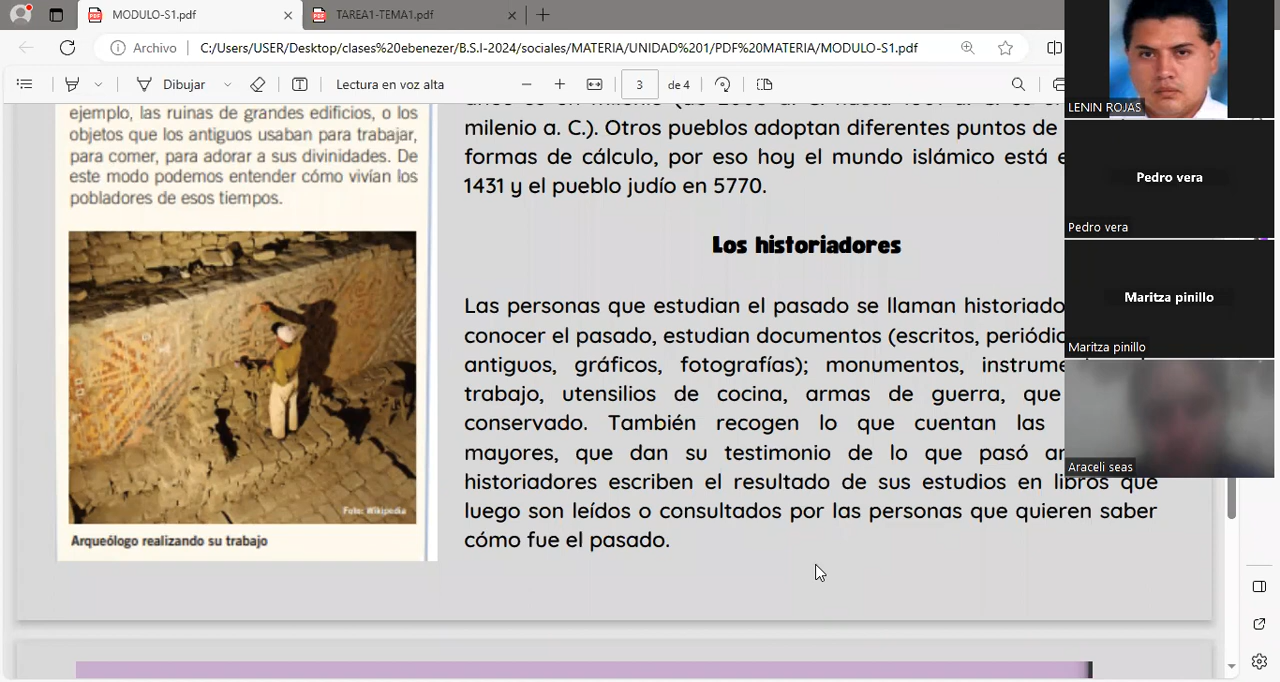 MODULO-S1.pdf
TAREA1-TEMA1.pdf
Archivo
C:/Users/USER/Desktop/clases%20ebenezer/B.S.I-2024/sociales/MATERIA/UNIDAD%201/PDF%20MATERIA/MODULO-S1.pdf
Dibujar
Lectura en voz alta
3
de 4
ejemplo, las ruinas de grandes edificios, o los
objetos que los antiguos usaban para trabajar,
para comer, para adorar a sus divinidades. De
este modo podemos entender cómo vivían los
pobladores de esos tiempos.
Foto: Wikipedia
Arqueólogo realizando su trabajo
milenio a. C.). Otros pueblos adoptan diferentes puntos de
formas de cálculo, por eso hoy el mundo islámico está
1431 y el pueblo judío en 5770.
Los historiadores
Las personas que estudian el pasado se llaman
conocer el pasado, estudian documentos (escritos,
antiguos, gráficos, fotografías); monumentos,
trabajo, utensilios de cocina, armas de guerra, que
conservado. También recogen lo que cuentan las
mayores, que dan su testimonio de lo que pasó
historiadores escriben el resultado de sus estudios en libros que
luego son leídos o consultados por las personas que quieren saber
cómo fue el pasado.
LENIN ROJAS
Pedro vera
Pedro vera
Maritza pinillo
Maritza pinillo
Araceli seas